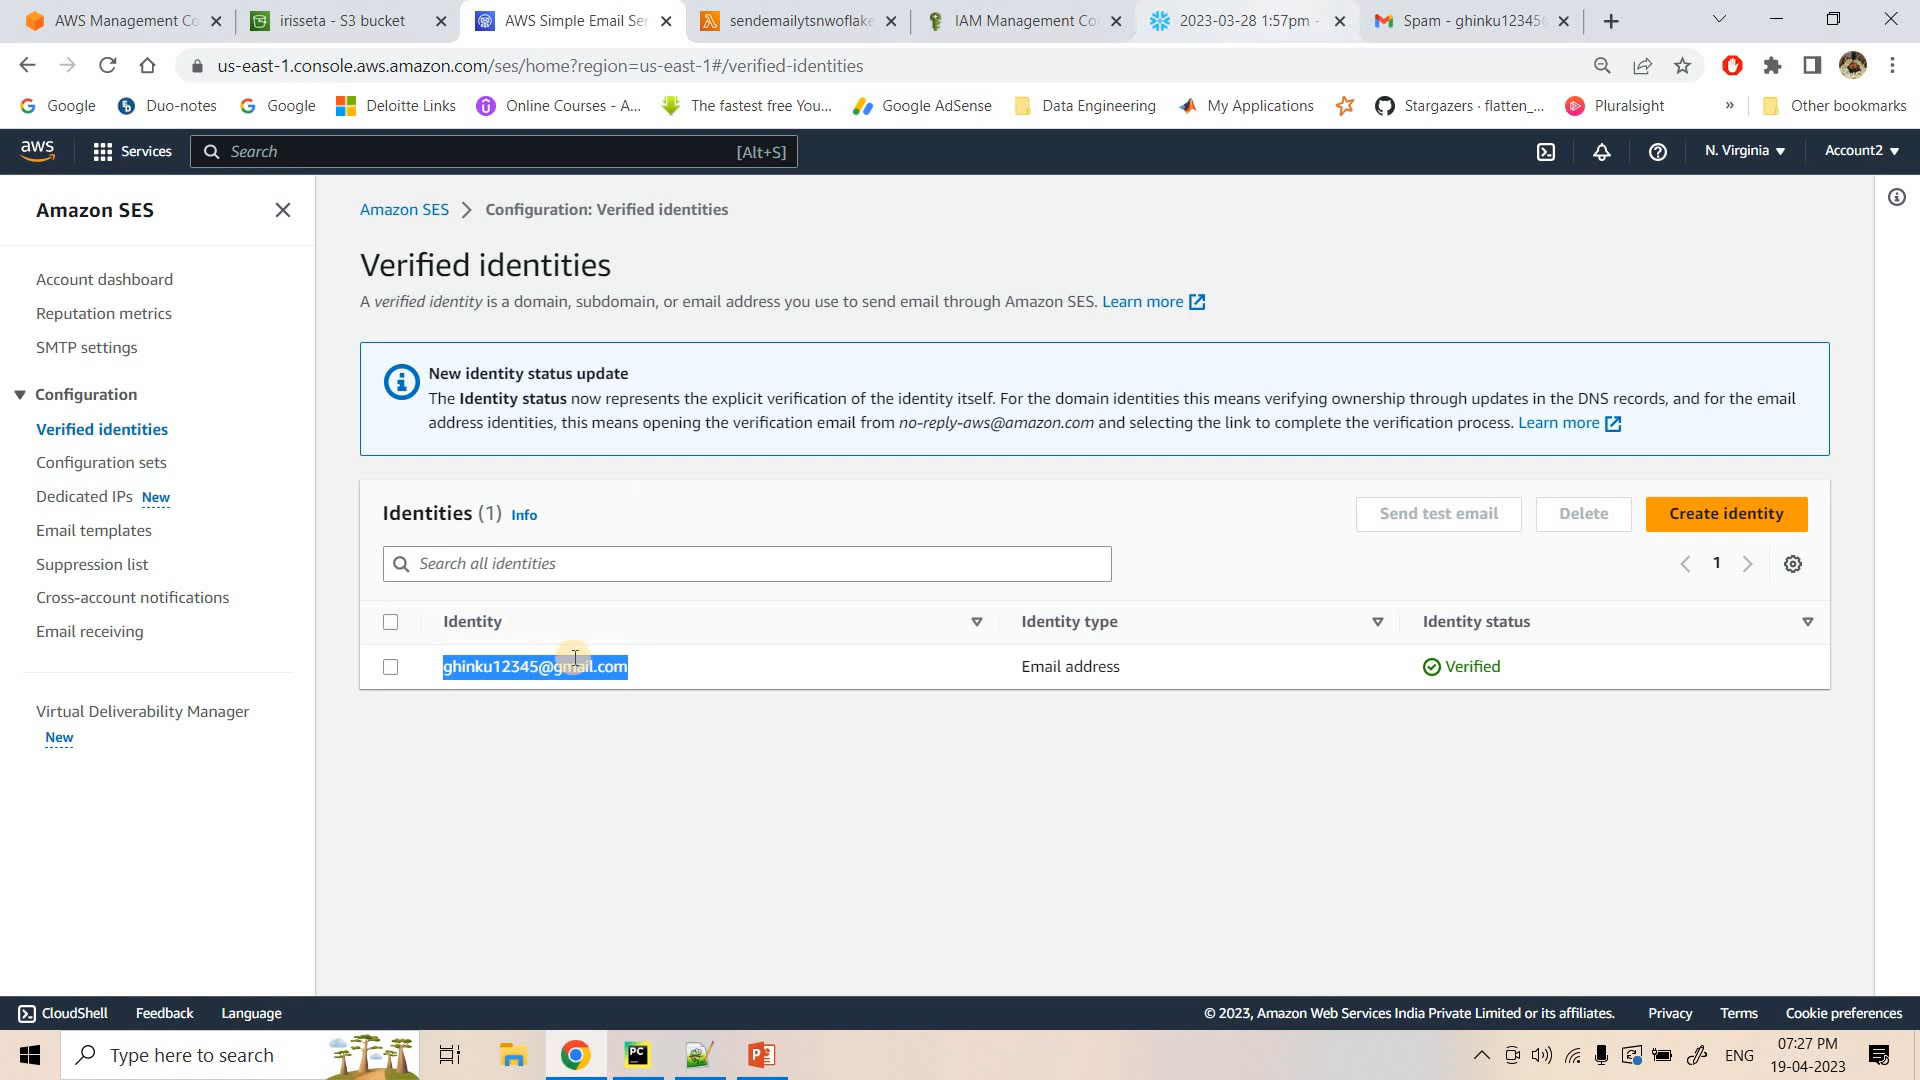 AWS Management Co
irisseta - S3 bucket
AWS Simple Email Se
sendemailytsnwoflake
IAM Management Co
2023-03-28 1:57pm -
Spam - ghinku12345
us-east-1.console.aws.amazon.com/ses/home?region=us-east-1#/verified-identities
Google
Duo-notes
Google
Deloitte Links
Online Courses - A...
The fastest free You...
Google AdSense
Data Engineering
My Applications
Stargazers · flatten_...
Pluralsight
»
Other bookmarks
aws
Services
Search
[Alt+S]
N. Virginia
Account2
Amazon SES
Account dashboard
Reputation metrics
SMTP settings
Configuration
Verified identities
Configuration sets
Dedicated IPs New
Email templates
Suppression list
Cross-account notifications
Email receiving
Virtual Deliverability Manager
New
Amazon SES > Configuration: Verified identities
Verified identities
A verified identity is a domain, subdomain, or email address you use to send email through Amazon SES. Learn more
New identity status update
The Identity status now represents the explicit verification of the identity itself. For the domain identities this means verifying ownership through updates in the DNS records, and for the email
address identities, this means opening the verification email from no-reply-aws@amazon.com and selecting the link to complete the verification process. Learn more
Identities (1) Info
Send test email
Delete
Create identity
Search all identities
1
Identity
Identity type
Identity status
ghinku12345@gmail.com
Email address
Verified
CloudShell
Feedback
Language
© 2023, Amazon Web Services India Private Limited or its affiliates.
Privacy
Terms
Cookie preferences
Type here to search
PC
ENG
07:27 PM
19-04-2023